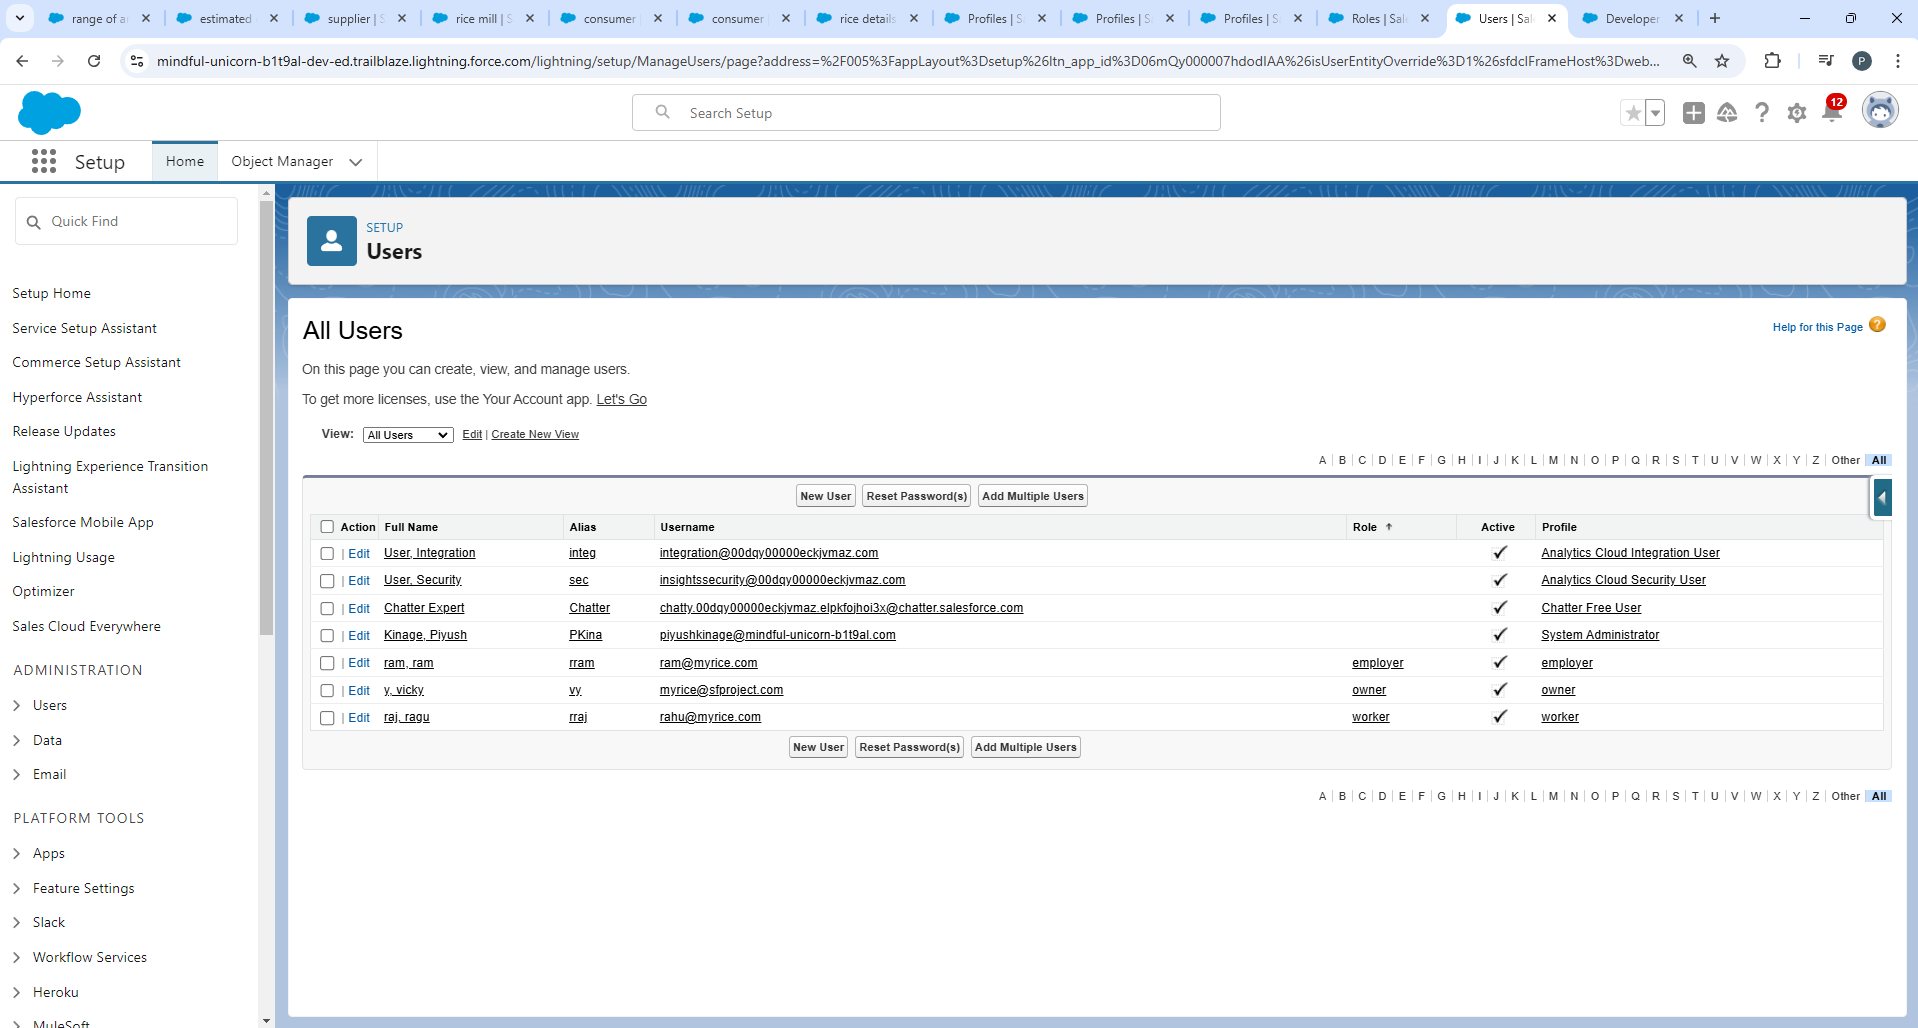 range of a
estimated
supplier | S
rice mill | S
consumer
consumer
rice details
Profiles | Sa
Profiles | Sa
Profiles | Sa
Roles | Sale
Users | Sale
Developer
mindful-unicorn-b1t9al-dev-ed.trailblaze.lightning.force.com/lightning/setup/ManageUsers/page?address=%2F005%3FappLayout%3Dsetup%26ltn_app_id%3D06mQy000007hdodIAA%26isUserEntityOverride%3D1%26sfdcIFrameHost%3Dweb...
P
Search Setup
12
Setup
Home
Object Manager
Quick Find
Setup Home
Service Setup Assistant
Commerce Setup Assistant
Hyperforce Assistant
Release Updates
Lightning Experience Transition
Assistant
Salesforce Mobile App
Lightning Usage
Optimizer
Sales Cloud Everywhere
ADMINISTRATION
Users
Data
Email
PLATFORM TOOLS
Apps
Feature Settings
Slack
Workflow Services
Heroku
MuleSoft
SETUP
Users
All Users
Help for this Page ?
On this page you can create, view, and manage users.
To get more licenses, use the Your Account app. Let's Go
View: All Users Edit | Create New View
A | B | C | D | E | F | G | H | I | J | K | L | M | N | O | P | Q | R | S | T | U | V | W | X | Y | Z | Other | All
New User Reset Password(s) Add Multiple Users
Action Full Name Alias Username Role Active Profile
| Edit User, Integration integ integration@00dqy00000eckjvmaz.com Analytics Cloud Integration User
| Edit User, Security sec insightssecurity@00dqy00000eckjvmaz.com Analytics Cloud Security User
| Edit Chatter Expert Chatter chatty.00dqy00000eckjvmaz.elpkfojhoi3x@chatter.salesforce.com Chatter Free User
| Edit Kinage, Piyush PKina piyushkinage@mindful-unicorn-b1t9al.com System Administrator
| Edit ram, ram rram ram@myrice.com employer employer
| Edit y, vicky vy myrice@sfproject.com owner owner
| Edit raj, ragu rraj rahu@myrice.com worker worker
New User Reset Password(s) Add Multiple Users
A | B | C | D | E | F | G | H | I | J | K | L | M | N | O | P | Q | R | S | T | U | V | W | X | Y | Z | Other | All